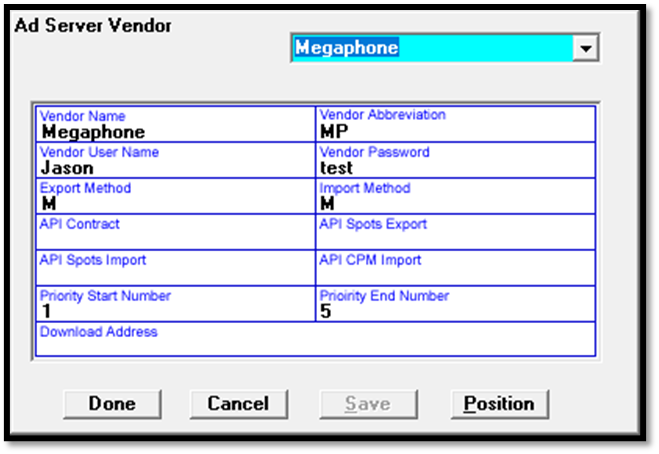 Ad Server Vendor
Megaphone
Vendor Name Vendor Abbreviation
Megaphone MP
Vendor User Name Vendor Password
Jason test
Export Method Import Method
M M
API Contract API Spots Export
API Spots Import API CPM Import
Priority Start Number Prioirity End Number
1 5
Download Address
Done Cancel Save Position